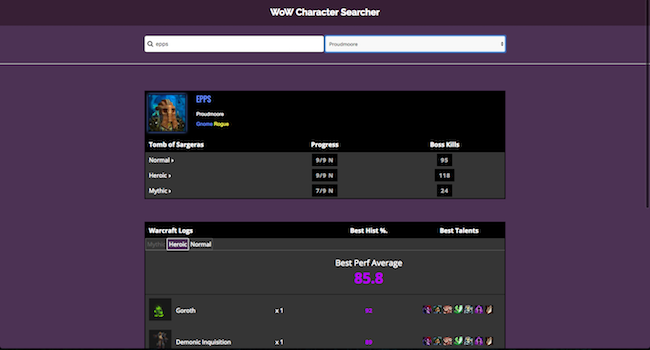 WoW Character Searcher
epps
Proudmoore
EPPS
Proudmoore
Gnome Rogue
Tomb of Sargeras Progress Boss Kills
Normal › 9/9 N 95
Heroic › 9/9 N 118
Mythic › 7/9 N 24
Warcraft Logs Best Hist %. Best Talents
Mythic Heroic Normal
Best Perf Average
85.8
Goroth x 1
Demonic Inquisition x 1